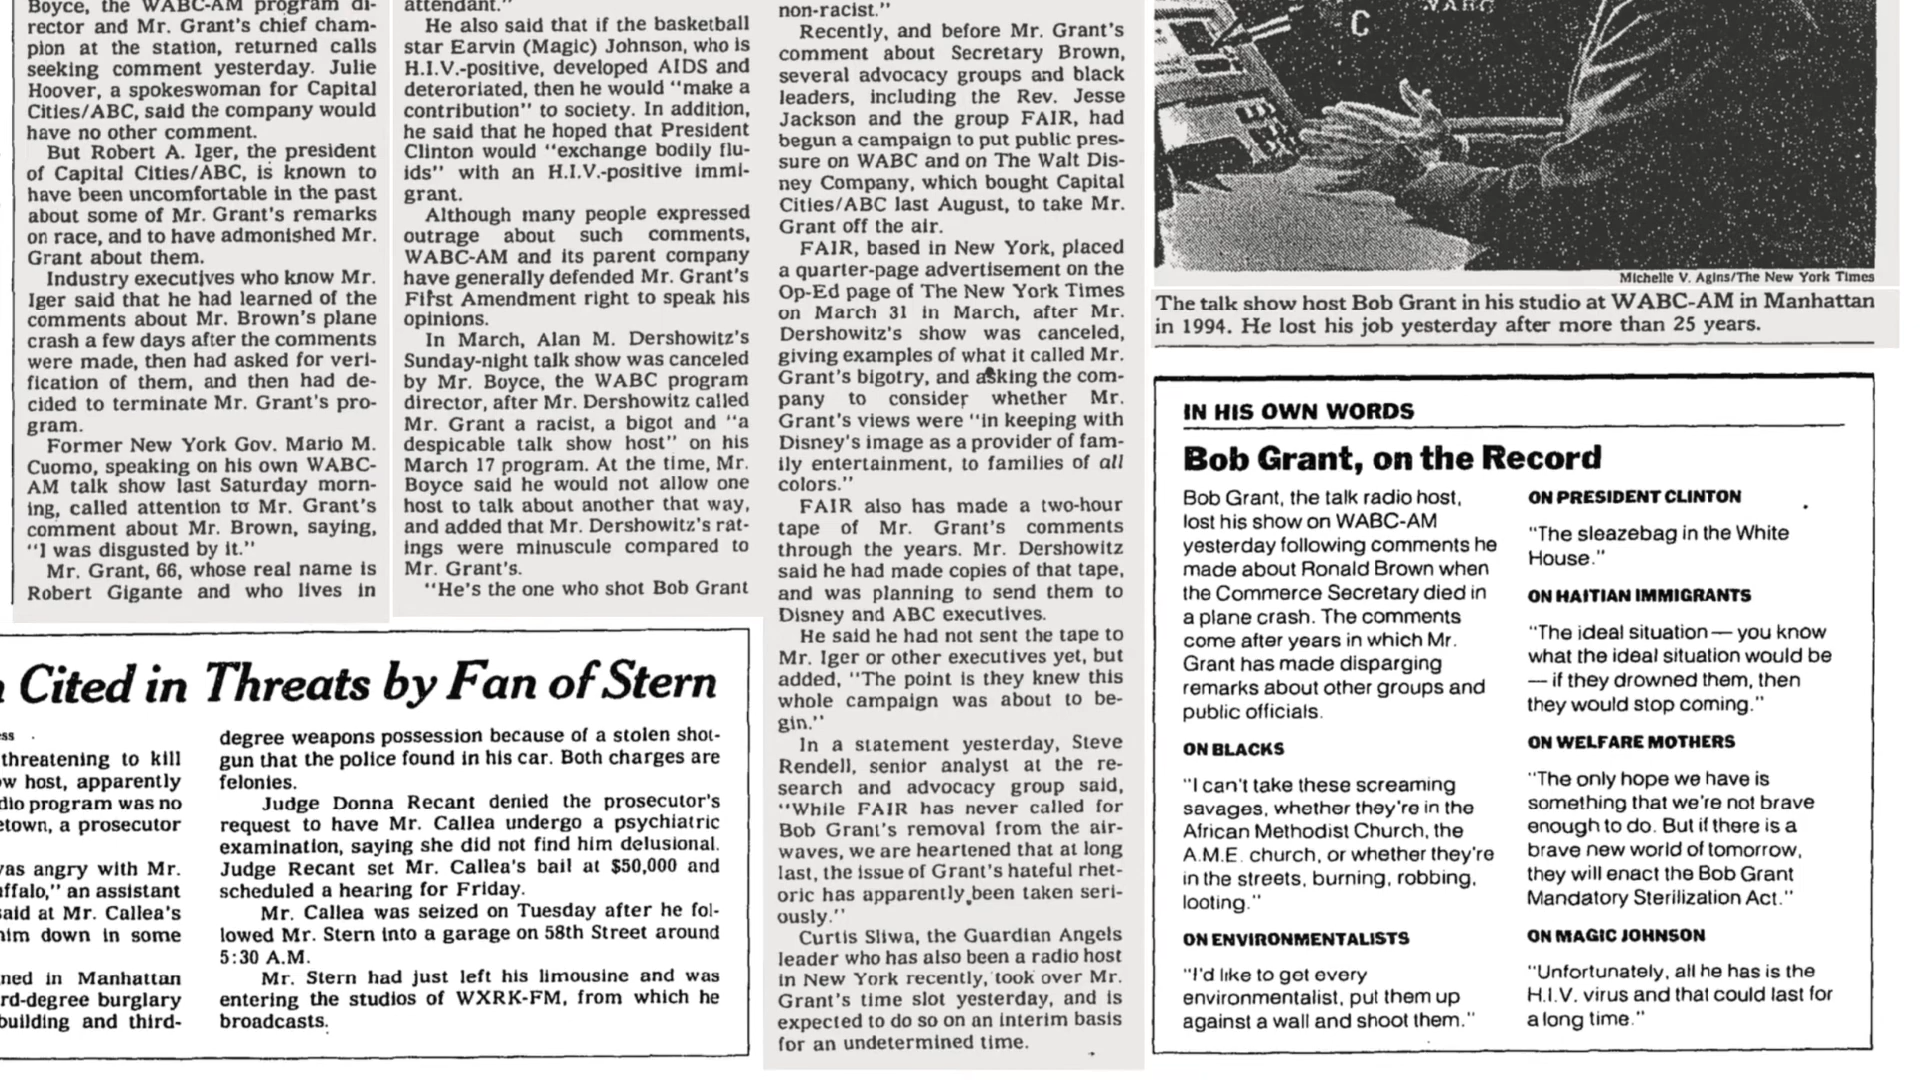 Boyce, the WABC-AM program di-
rector and Mr. Grant's chief cham-
pion at the station, returned calls
seeking comment yesterday. Julie
Hoover, a spokeswoman for Capital
Cities/ABC, said the company would
have no other comment.
But Robert A. Iger, the president
of Capital Cities/ABC, is known to
have been uncomfortable in the past
about some of Mr. Grant's remarks
on race, and to have admonished Mr.
Grant about them.
Industry executives who know Mr.
Iger said that he had learned of the
comments about Mr. Brown's plane
crash a few days after the comments
were made, then had asked for veri-
fication of them, and then had de-
cided to terminate Mr. Grant's pro-
gram.
Former New York Gov. Mario M.
Cuomo, speaking on his own WABC-
AM talk show last Saturday morn-
ing, called attention to Mr. Grant's
comment about Mr. Brown, saying,
"I was disgusted by it."
Mr. Grant, 66, whose real name is
Robert Gigante and who lives in
attendant."
He also said that if the basketball
star Earvin (Magic) Johnson, who is
H.I.V.-positive, developed AIDS and
deteriorated, then he would "make a
contribution" to society. In addition,
he said that he hoped that President
Clinton would "exchange bodily flu-
ids" with an H.I.V.-positive immi-
grant.
Although many people expressed
outrage about such comments,
WABC-AM and its parent company
have generally defended Mr. Grant's
First Amendment right to speak his
opinions.
In March, Alan M. Dershowitz's
Sunday-night talk show was canceled
by Mr. Boyce, the WABC program
director, after Mr. Dershowitz called
Mr. Grant a racist, a bigot and "a
despicable talk show host" on his
March 17 program. At the time, Mr.
Boyce said he would not allow one
host to talk about another that way,
and added that Mr. Dershowitz's rat-
ings were minuscule compared to
Mr. Grant's.
"He's the one who shot Bob Grant
non-racist."
Recently, and before Mr. Grant's
comment about Secretary Brown,
several advocacy groups and black
leaders, including the Rev. Jesse
Jackson and the group FAIR, had
begun a campaign to put public pres-
sure on WABC and on The Walt Dis-
ney Company, which bought Capital
Cities/ABC last August, to take Mr.
Grant off the air.
FAIR, based in New York, placed
a quarter-page advertisement on the
Op-Ed page of The New York Times
on March 31 in March, after Mr.
Dershowitz's show was canceled,
giving examples of what it called Mr.
Grant's bigotry, and asking the com-
pany to consider whether Mr.
Grant's views were "in keeping with
Disney's image as a provider of fam-
ily entertainment, to families of all
colors."
FAIR also has made a two-hour
tape of Mr. Grant's comments
through the years. Mr. Dershowitz
said he had made copies of that tape,
and was planning to send them to
Disney and ABC executives.
He said he had not sent the tape to
Mr. Iger or other executives yet, but
added, "The point is they knew this
whole campaign was about to be-
gin."
In a statement yesterday, Steve
Rendell, senior analyst at the re-
search and advocacy group said,
"While FAIR has never called for
Bob Grant's removal from the air-
waves, we are heartened that at long
last, the issue of Grant's hateful rhet-
oric has apparently been taken seri-
ously."
Curtis Sliwa, the Guardian Angels
leader who has also been a radio host
in New York recently, took over Mr.
Grant's time slot yesterday, and is
expected to do so on an interim basis
for an undetermined time.
C
WABC
Michelle V. Agins/The New York Times
The talk show host Bob Grant in his studio at WABC-AM in Manhattan
in 1994. He lost his job yesterday after more than 25 years.
IN HIS OWN WORDS
Bob Grant, on the Record
Bob Grant, the talk radio host,
lost his show on WABC-AM
yesterday following comments he
made about Ronald Brown when
the Commerce Secretary died in
a plane crash. The comments
come after years in which Mr.
Grant has made disparging
remarks about other groups and
public officials.
ON BLACKS
"I can't take these screaming
savages, whether they're in the
African Methodist Church, the
A.M.E. church, or whether they're
in the streets, burning, robbing,
looting."
ON ENVIRONMENTALISTS
"I'd like to get every
environmentalist, put them up
against a wall and shoot them."
ON PRESIDENT CLINTON
"The sleazebag in the White
House."
ON HAITIAN IMMIGRANTS
"The ideal situation — you know
what the ideal situation would be
— if they drowned them, then
they would stop coming."
ON WELFARE MOTHERS
"The only hope we have is
something that we're not brave
enough to do. But if there is a
brave new world of tomorrow,
they will enact the Bob Grant
Mandatory Sterilization Act."
ON MAGIC JOHNSON
"Unfortunately, all he has is the
H.I.V. virus and that could last for
a long time."
Cited in Threats by Fan of Stern
ss
threatening to kill
ow host, apparently
dio program was no
etown, a prosecutor
was angry with Mr.
uffalo," an assistant
said at Mr. Callea's
him down in some
ned in Manhattan
rd-degree burglary
building and third-
degree weapons possession because of a stolen shot-
gun that the police found in his car. Both charges are
felonies.
Judge Donna Recant denied the prosecutor's
request to have Mr. Callea undergo a psychiatric
examination, saying she did not find him delusional.
Judge Recant set Mr. Callea's bail at $50,000 and
scheduled a hearing for Friday.
Mr. Callea was seized on Tuesday after he fol-
lowed Mr. Stern into a garage on 58th Street around
5:30 A.M.
Mr. Stern had just left his limousine and was
entering the studios of WXRK-FM, from which he
broadcasts.